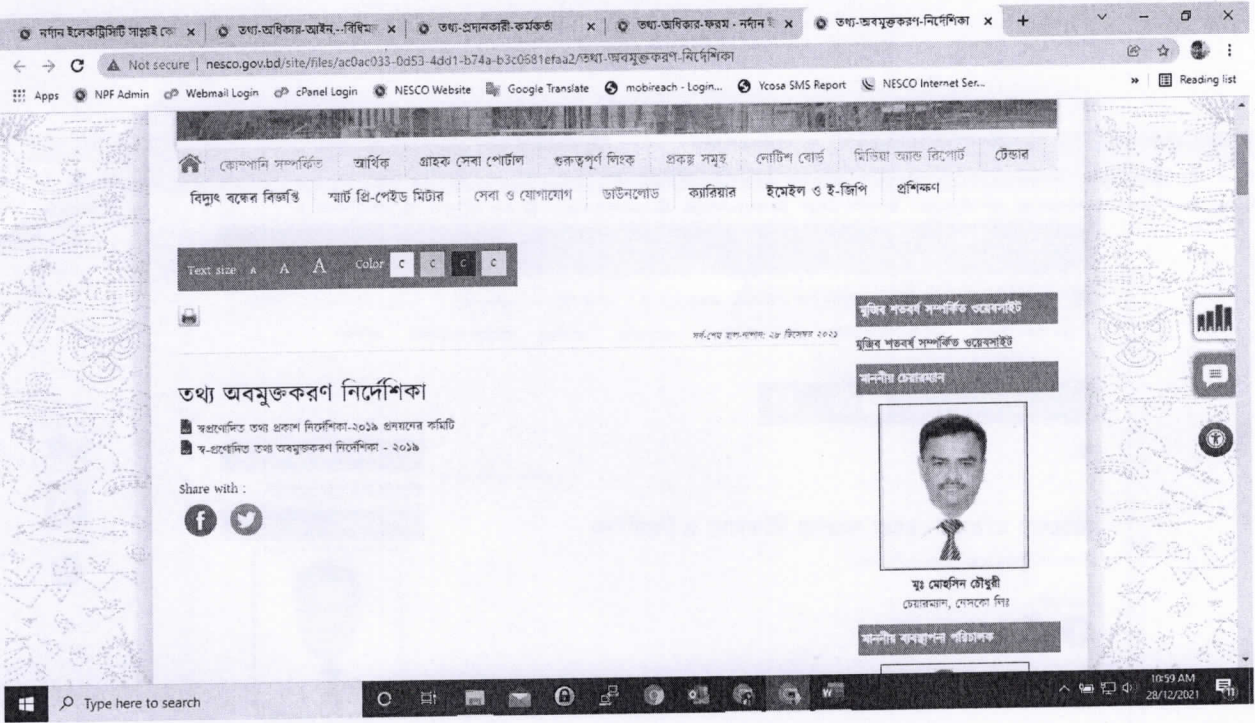 নর্দান ইলেকট্রিসিটি সাপ্লাই কো x তথ্য-অধিকার-আইন,--বিধিমা x তথ্য-প্রদানকারী-কর্মকর্তা x তথ্য-অধিকার-ফরম - নর্দান ই x তথ্য-অবমুক্তকরণ-নির্দেশিকা x +
Not secure | nesco.gov.bd/site/files/ac0ac033-0d53-4dd1-b74a-b3c0681efaa2/তথ্য-অবমুক্তকরণ-নির্দেশিকা
Apps NPF Admin Webmail Login cPanel Login NESCO Website Google Translate mobireach - Login... Ycosa SMS Report NESCO Internet Ser... » Reading list
কোম্পানি সম্পর্কিত আর্থিক গ্রাহক সেবা পোর্টাল গুরুত্বপূর্ণ লিংক প্রকল্প সমূহ নোটিশ বোর্ড মিডিয়া অ্যান্ড রিপোর্ট টেন্ডার
বিদ্যুৎ বন্ধের বিজ্ঞপ্তি স্মার্ট প্রি-পেইড মিটার সেবা ও যোগাযোগ ডাউনলোড ক্যারিয়ার ইমেইল ও ই-জিপি প্রশিক্ষণ
Text size A A A Color C C C C
মুজিব শতবর্ষ সম্পর্কিত ওয়েবসাইট
সর্ব-শেষ হাল-নাগাদ: ২৮ ডিসেম্বর ২০২১
মুজিব শতবর্ষ সম্পর্কিত ওয়েবসাইট
মাননীয় চেয়ারম্যান
তথ্য অবমুক্তকরণ নির্দেশিকা
স্বপ্রণোদিত তথ্য প্রকাশ নির্দেশিকা-২০১৯ প্রনয়নের কমিটি
স্ব-প্রণোদিত তথ্য অবমুক্তকরণ নির্দেশিকা - ২০১৯
Share with :
মুঃ মোহসিন চৌধুরী
চেয়ারম্যান, নেসকো লিঃ
মাননীয় ব্যবস্থাপনা পরিচালক
Type here to search
10:59 AM
28/12/2021